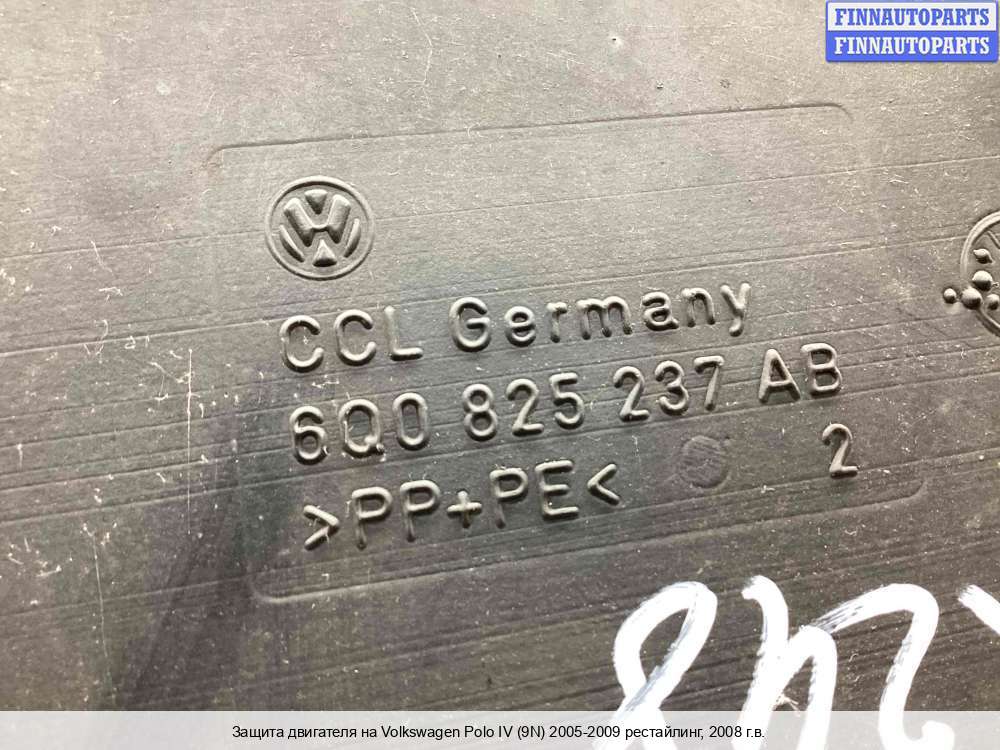 FINNAUTOPARTS
FINNAUTOPARTS
CCL Germany
6Q0 825 237 AB
>PP+PE< 2
Защита двигателя на Volkswagen Polo IV (9N) 2005-2009 рестайлинг, 2008 г.в.